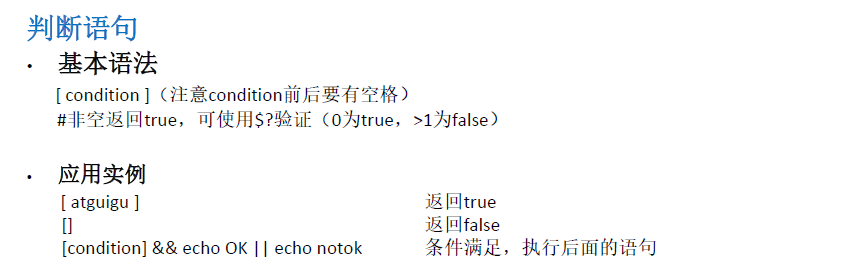 判断语句
• 基本语法
[ condition ]（注意condition前后要有空格）
#非空返回true，可使用$?验证（0为true，>1为false）
• 应用实例
[ atguigu ] 返回true
[] 返回false
[condition] && echo OK || echo notok 条件满足，执行后面的语句